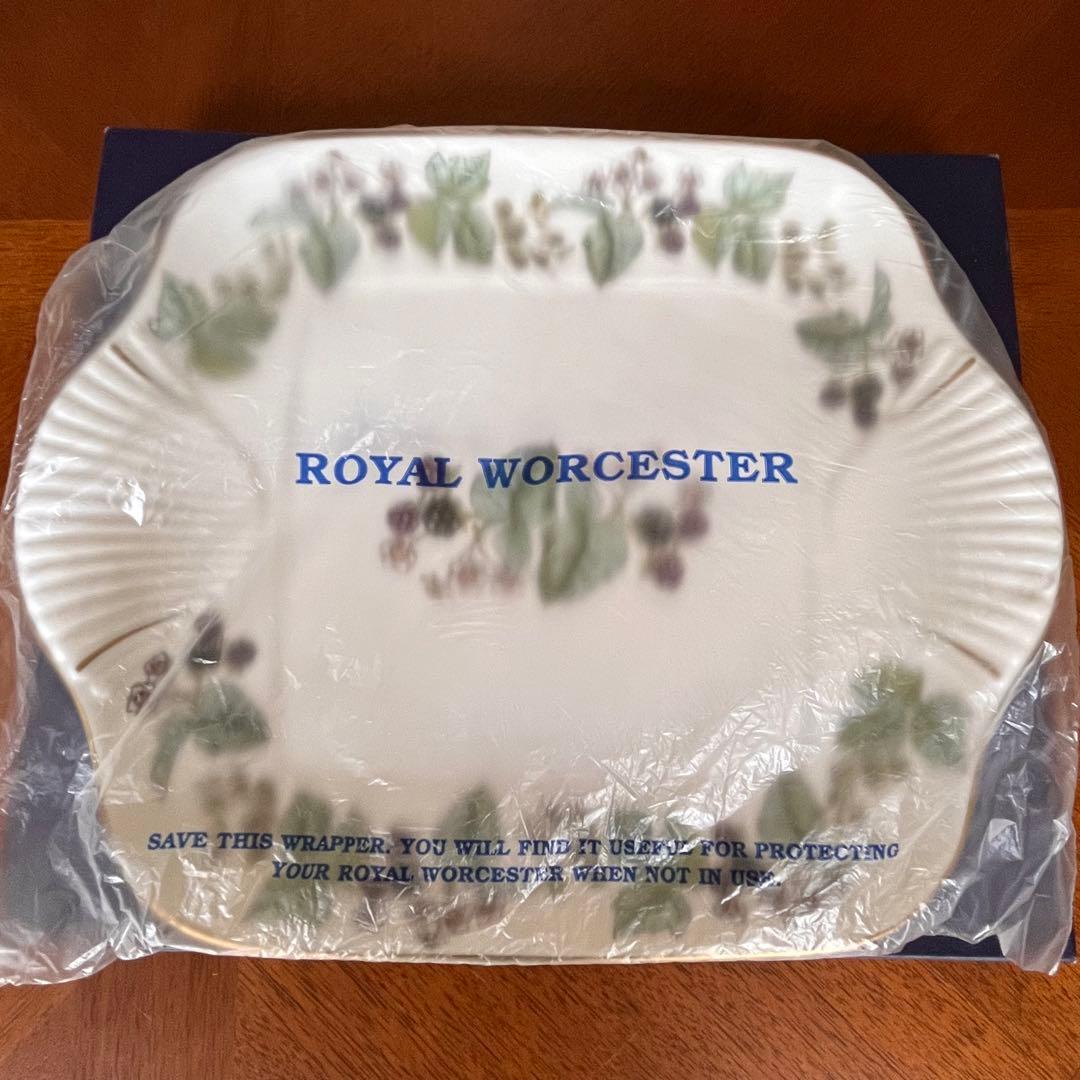 ROYAL WORCESTER
SAVE THIS WRAPPER. YOU WILL FIND IT USEFUL FOR PROTECTING
YOUR ROYAL WORCESTER WHEN NOT IN USE.